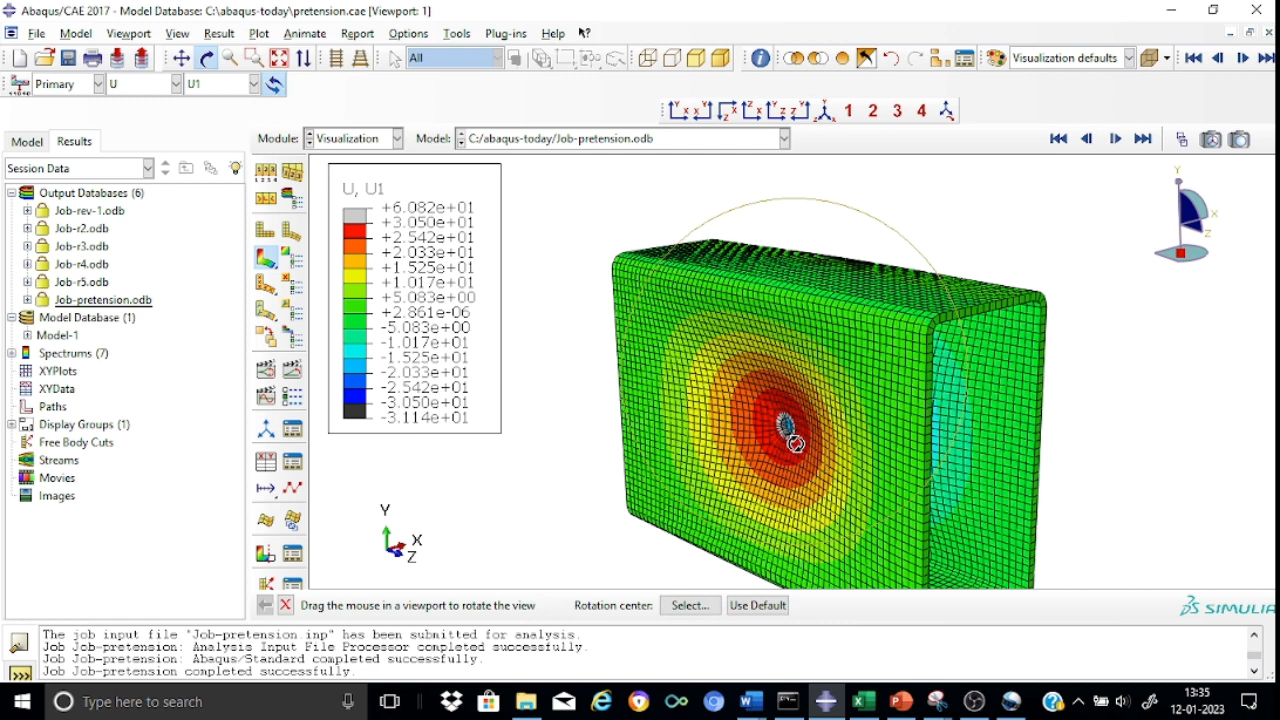 Abaqus/CAE 2017 - Model Database: C:\abaqus-today\pretension.cae [Viewport: 1]
File Model Viewport View Result Plot Animate Report Options Tools Plug-ins Help
All Visualization defaults
Primary U U1
1 2 3 4
Model Results Module: Visualization Model: C:/abaqus-today/Job-pretension.odb
Session Data
Output Databases (6)
Job-rev-1.odb
Job-r2.odb
Job-r3.odb
Job-r4.odb
Job-r5.odb
Job-pretension.odb
Model Database (1)
Model-1
Spectrums (7)
XYPlots
XYData
Paths
Display Groups (1)
Free Body Cuts
Streams
Movies
Images
U, U1
+6.082e+01
+3.050e+01
+2.542e+01
+2.033e+01
+1.525e+01
+1.017e+01
+5.083e+00
+2.861e-06
-5.083e+00
-1.017e+01
-1.525e+01
-2.033e+01
-2.542e+01
-3.050e+01
-3.114e+01
Y
X
Z
Y
X
Z
Drag the mouse in a viewport to rotate the view Rotation center: Select... Use Default
SIMULIA
The job input file "Job-pretension.inp" has been submitted for analysis.
Job Job-pretension: Analysis Input File Processor completed successfully.
Job Job-pretension: Abaqus/Standard completed successfully.
Job Job-pretension completed successfully.
>>>
Type here to search
13:35
12-01-2023